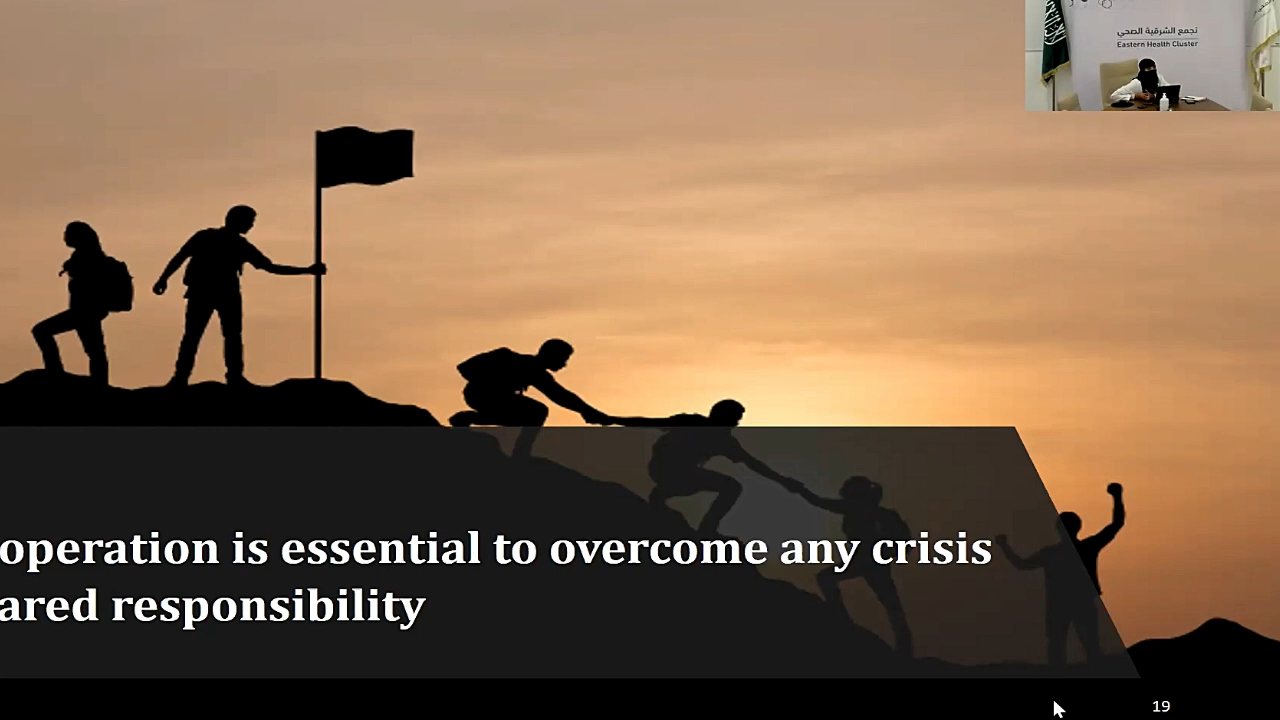 تجمع الشرقية الصحي
Eastern Health Cluster
operation is essential to overcome any crisis
ared responsibility
19